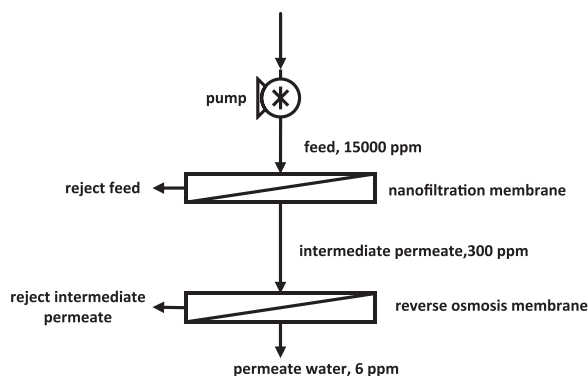 pump
feed, 15000 ppm
reject feed
nanofiltration membrane
intermediate permeate,300 ppm
reject intermediate
permeate
reverse osmosis membrane
permeate water, 6 ppm